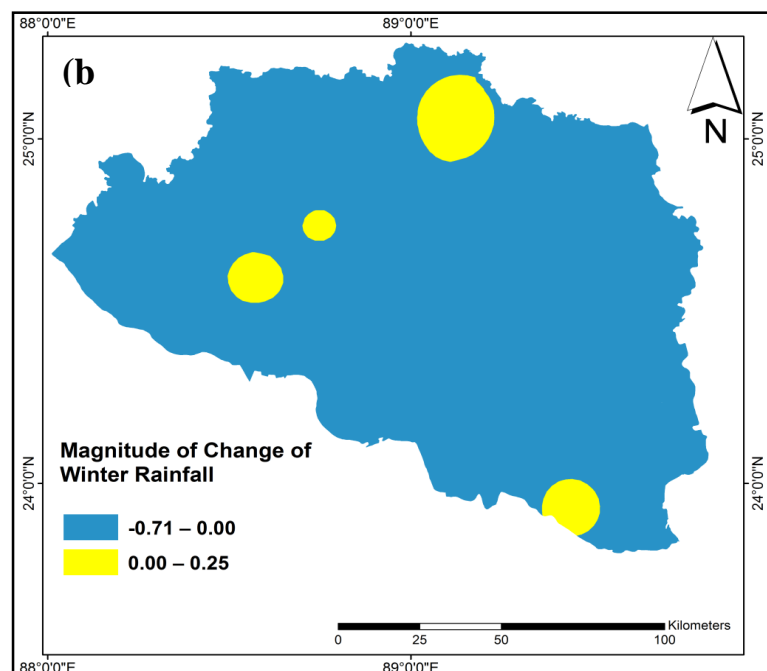 88°0'0"E 89°0'0"E
(b
N
25°0'0"N 25°0'0"N
24°0'0"N 24°0'0"N
Magnitude of Change of
Winter Rainfall
-0.71 – 0.00
0.00 – 0.25
Kilometers
0 25 50 100
88°0'0"E 89°0'0"E